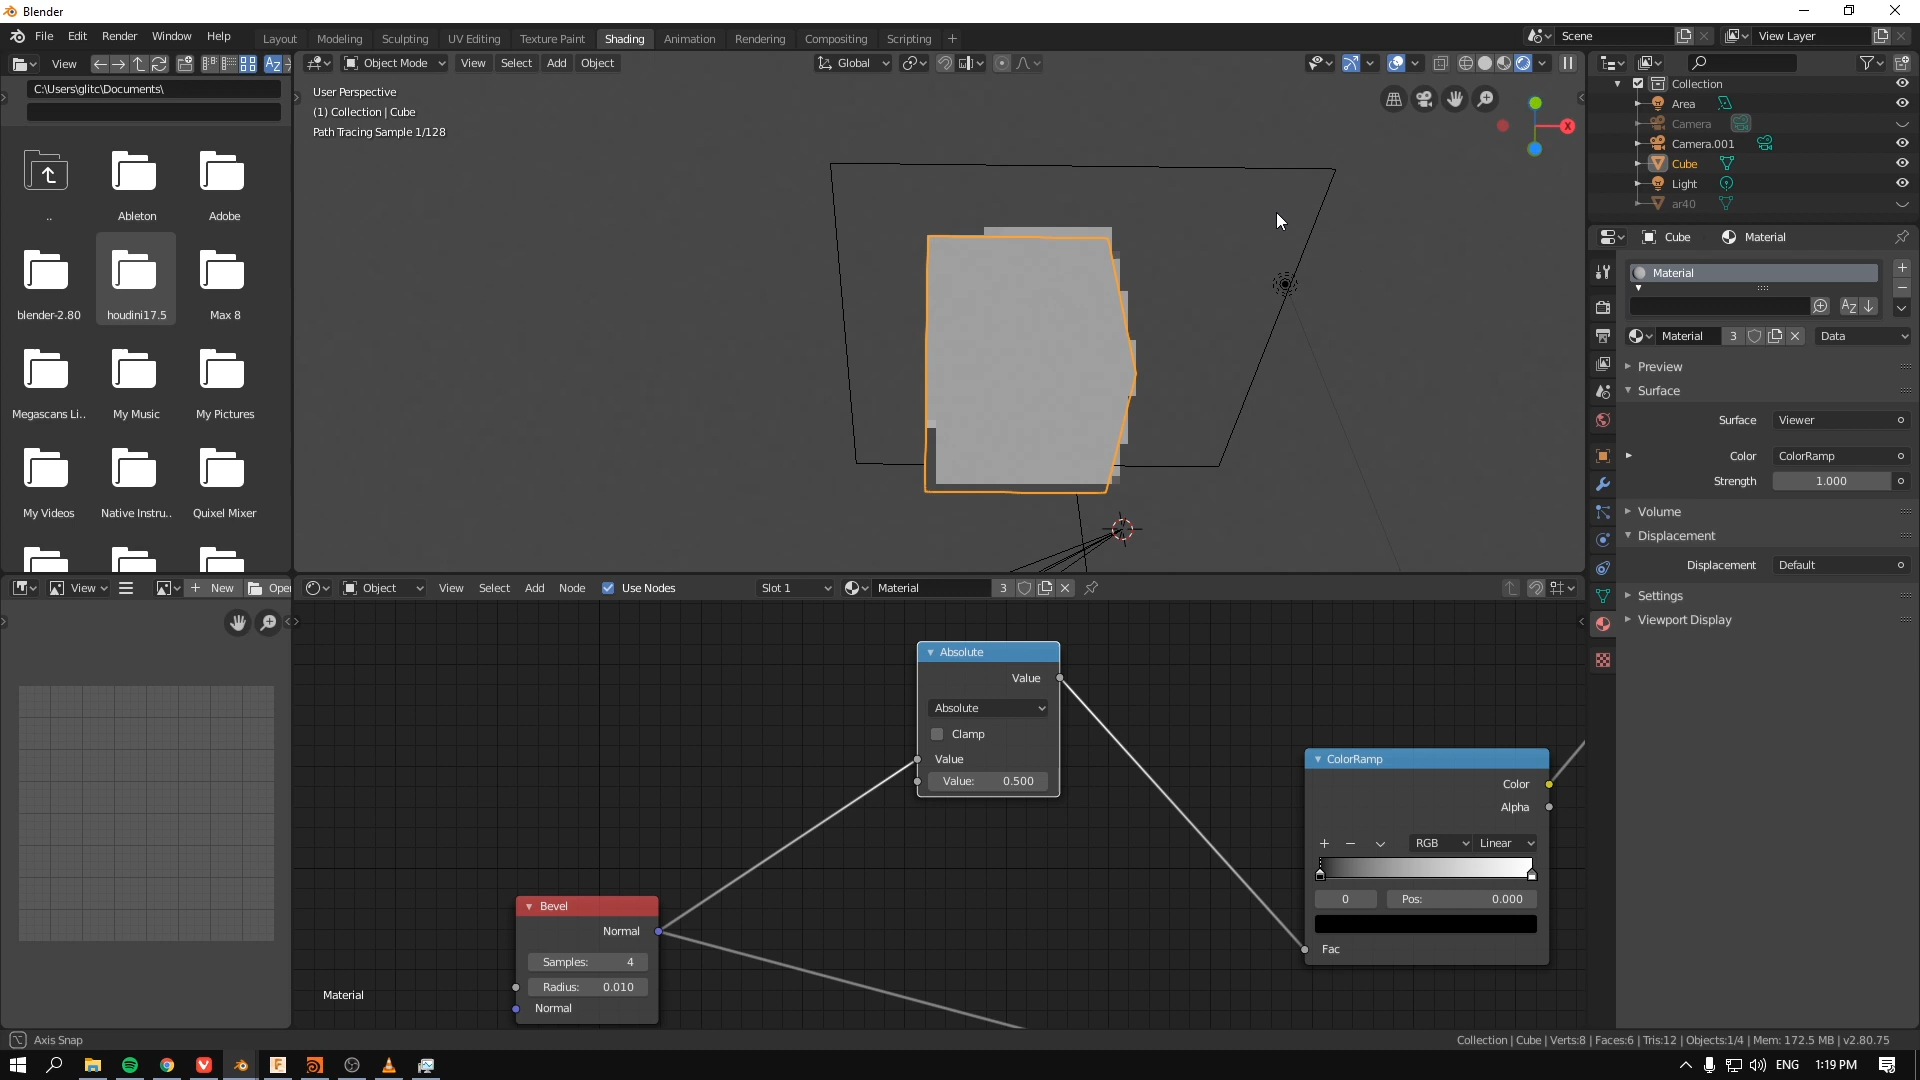 Blender
File Edit Render Window Help
Layout Modeling Sculpting UV Editing Texture Paint Shading Animation Rendering Compositing Scripting +
Scene
View Layer
View
C:\Users\glitc\Documents\
..
Ableton
Adobe
blender-2.80
houdini17.5
Max 8
Megascans Li..
My Music
My Pictures
My Videos
Native Instru..
Quixel Mixer
Object Mode View Select Add Object
Global
User Perspective
(1) Collection | Cube
Path Tracing Sample 1/128
X
Collection
Area
Camera
Camera.001
Cube
Light
ar40
Cube Material
Material
Material 3 Data
Preview
Surface
Surface Viewer
Color ColorRamp
Strength 1.000
Volume
Displacement
Displacement Default
Settings
Viewport Display
View New Open
Object View Select Add Node Use Nodes Slot 1 Material 3
Absolute
Value
Absolute
Clamp
Value
Value: 0.500
ColorRamp
Color
Alpha
RGB Linear
0 Pos: 0.000
Fac
Bevel
Normal
Samples: 4
Radius: 0.010
Normal
Material
Axis Snap
Collection | Cube | Verts:8 | Faces:6 | Tris:12 | Objects:1/4 | Mem: 172.5 MB | v2.80.75
ENG 1:19 PM